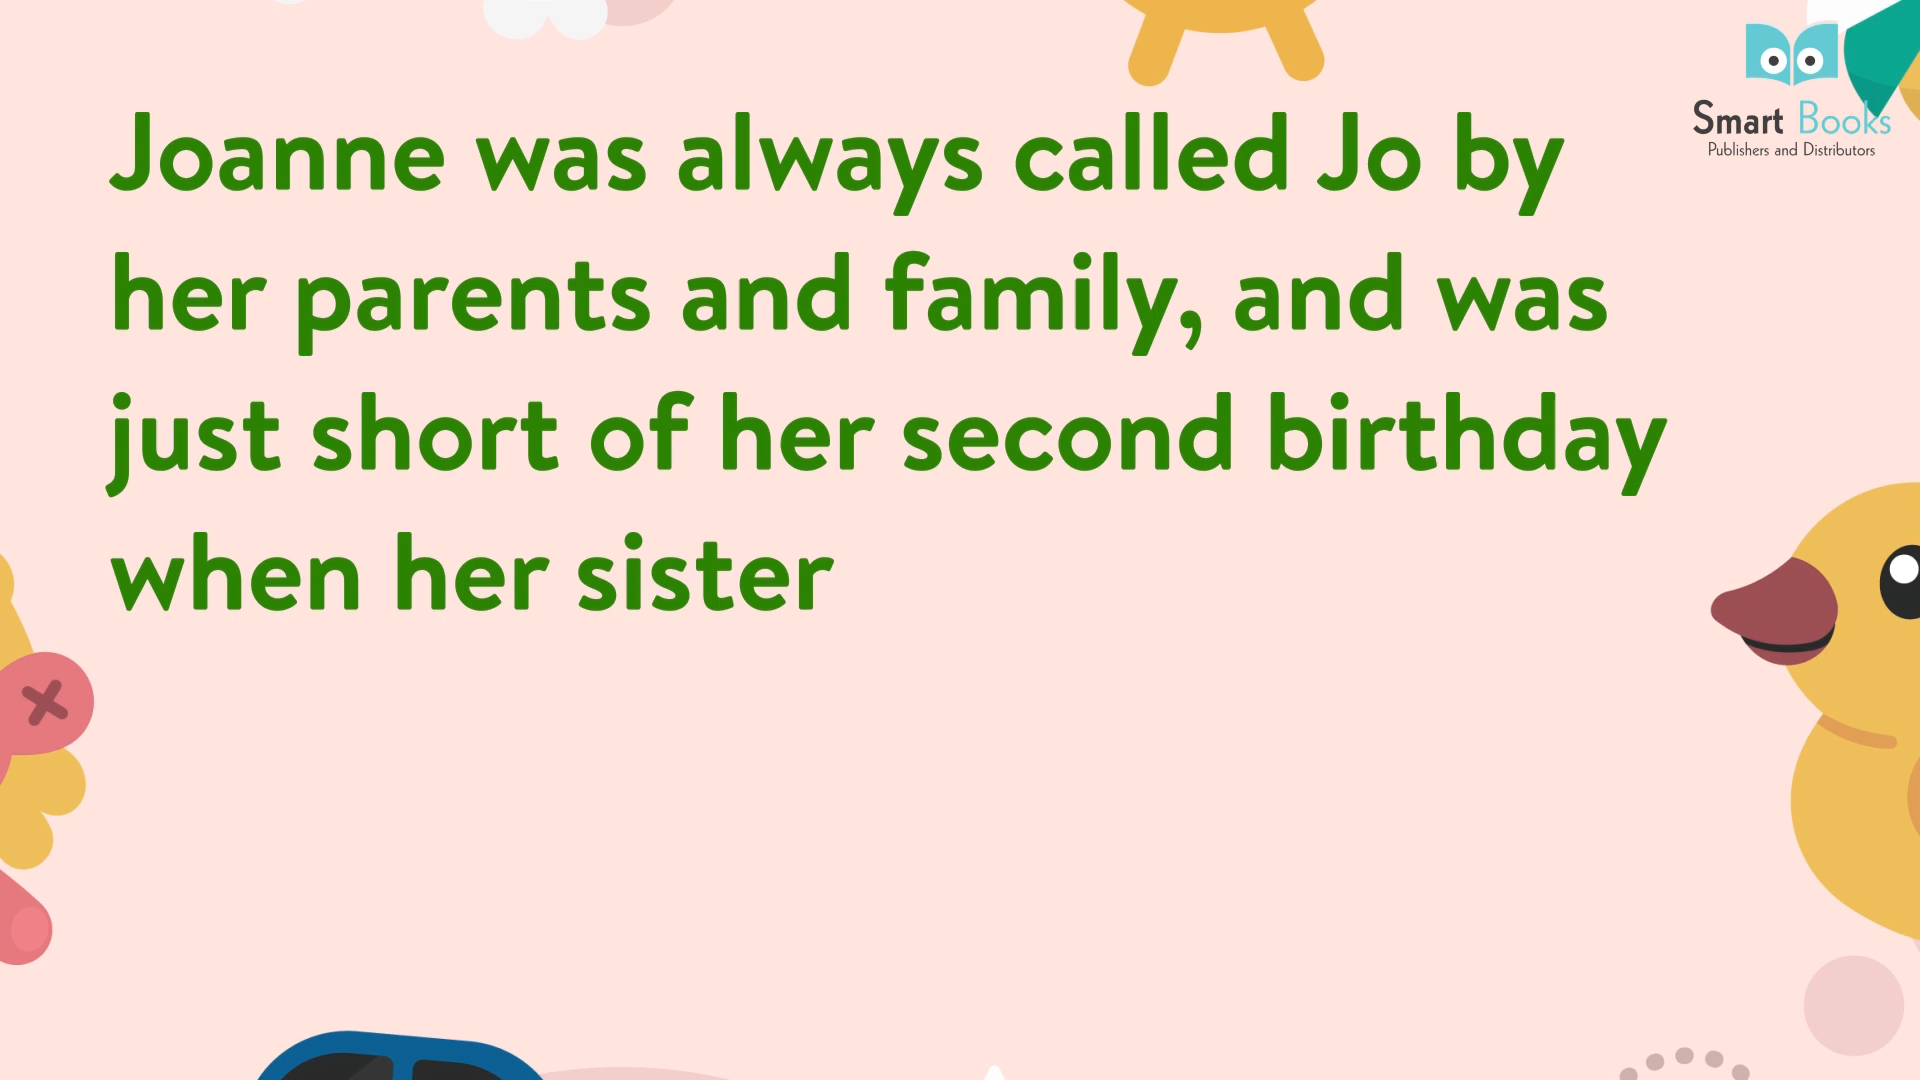 Joanne was always called Jo by
her parents and family, and was
just short of her second birthday
when her sister
Smart Books
Publishers and Distributors